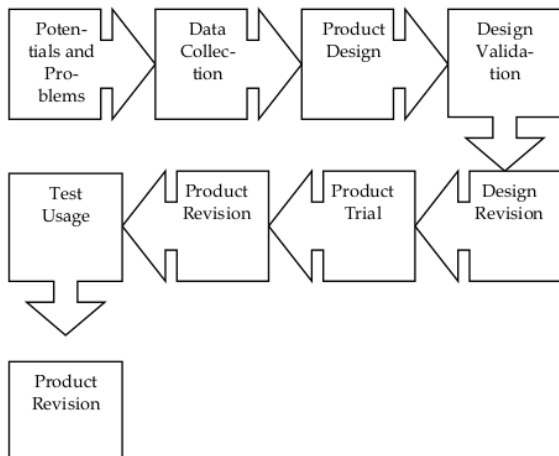 Poten-
tials and
Pro-
blems
Data
Collec-
tion
Product
Design
Design
Valida-
tion
Test
Usage
Product
Revision
Product
Trial
Design
Revision
Product
Revision